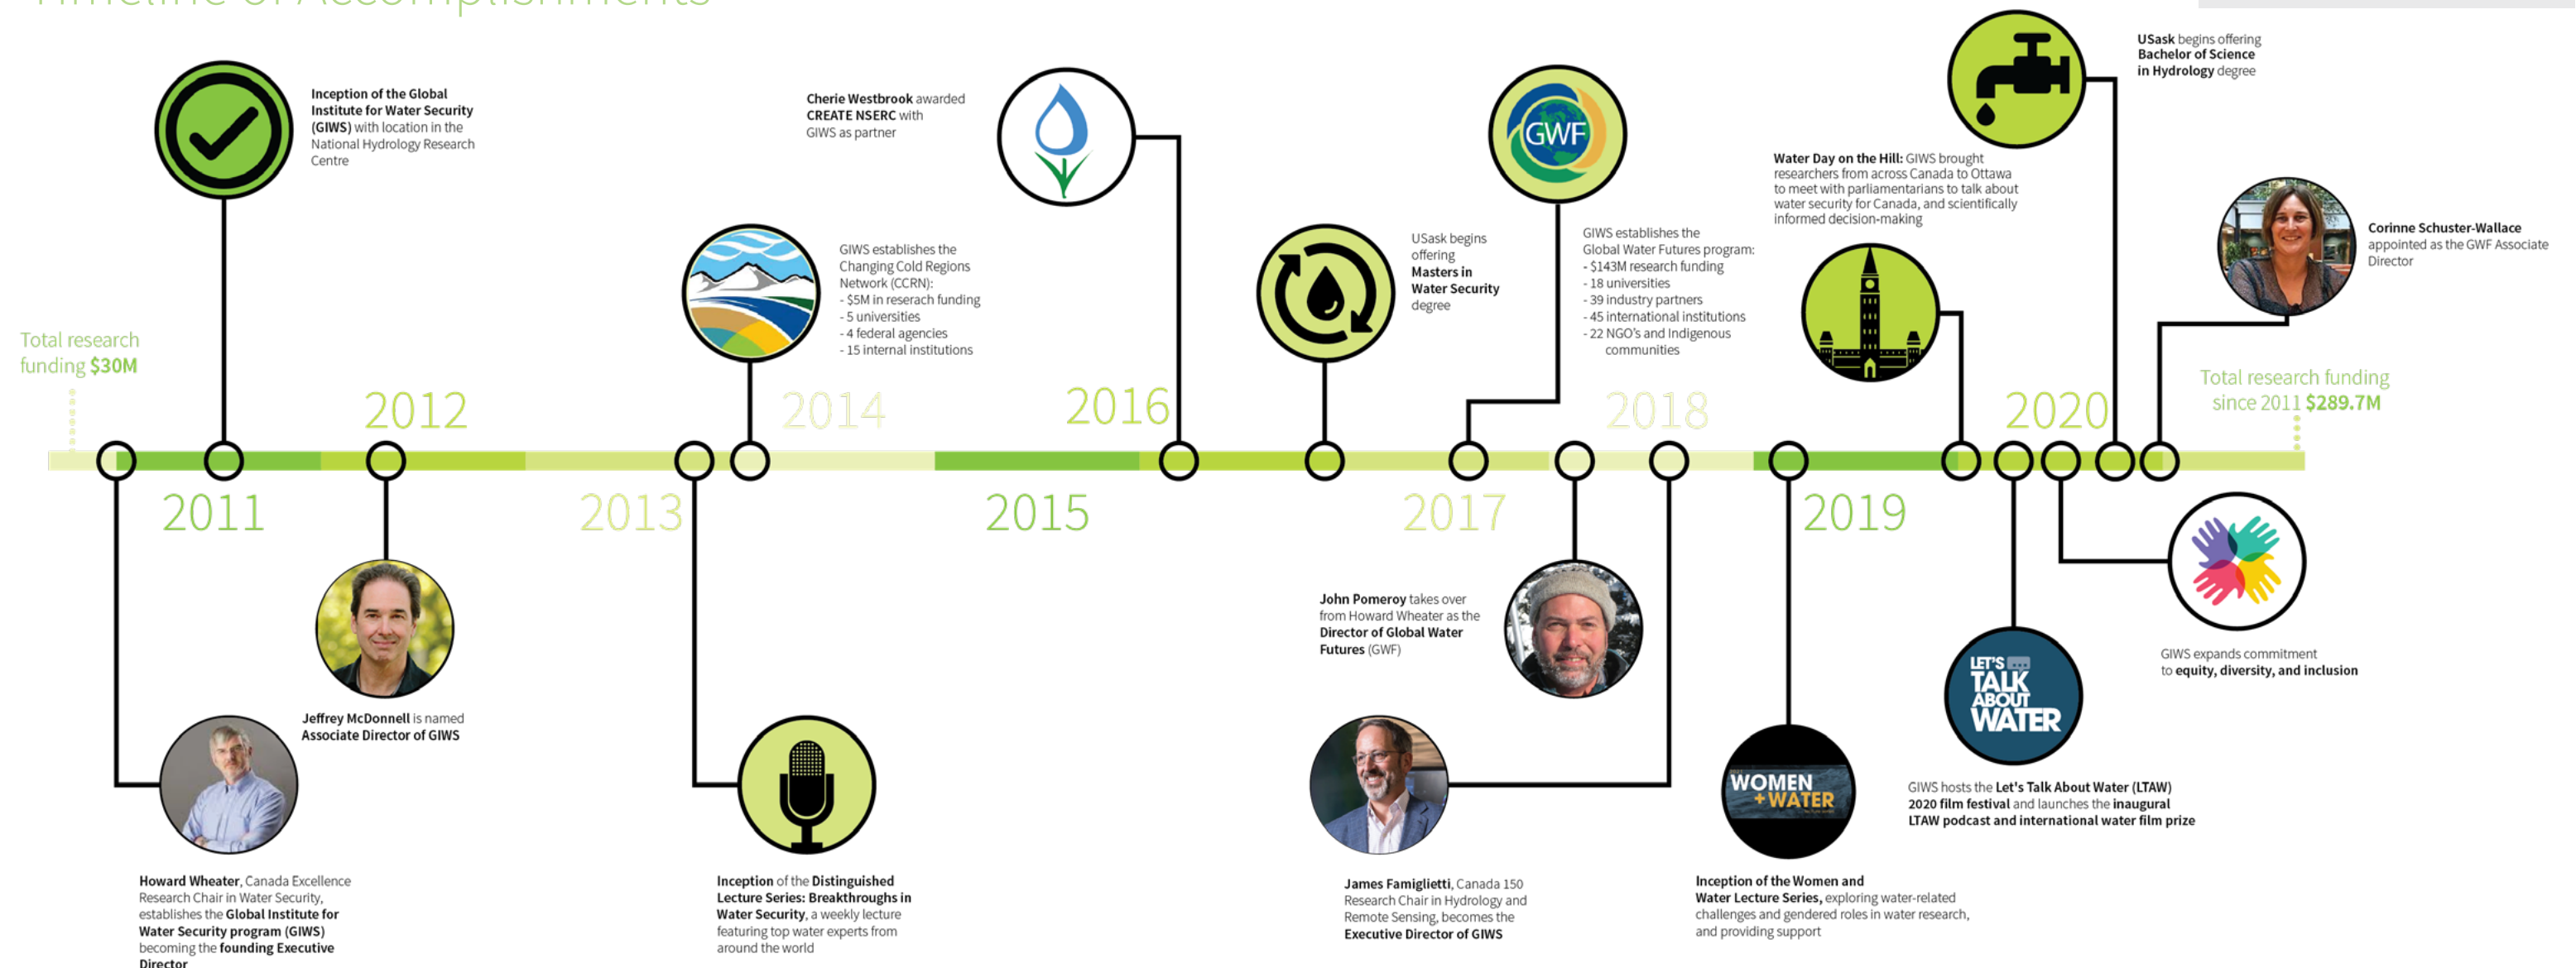 Timeline of Accomplishments
Total research
funding $30M
Inception of the Global
Institute for Water Security
(GIWS) with location in the
National Hydrology Research
Centre
2011
Howard Wheater, Canada Excellence
Research Chair in Water Security,
establishes the Global Institute for
Water Security program (GIWS)
becoming the founding Executive
Director
2012
Jeffrey McDonnell is named
Associate Director of GIWS
2013
Inception of the Distinguished
Lecture Series: Breakthroughs in
Water Security, a weekly lecture
featuring top water experts from
around the world
GIWS establishes the
Changing Cold Regions
Network (CCRN):
- $5M in reserach funding
- 5 universities
- 4 federal agencies
- 15 internal institutions
2014
2015
Cherie Westbrook awarded
CREATE NSERC with
GIWS as partner
2016
USask begins
offering
Masters in
Water Security
degree
GWF
GIWS establishes the
Global Water Futures program:
- $143M research funding
- 18 universities
- 39 industry partners
- 45 international institutions
- 22 NGO's and Indigenous
communities
2017
John Pomeroy takes over
from Howard Wheater as the
Director of Global Water
Futures (GWF)
2018
James Famiglietti, Canada 150
Research Chair in Hydrology and
Remote Sensing, becomes the
Executive Director of GIWS
2019
WOMEN
+WATER
Inception of the Women and
Water Lecture Series, exploring water-related
challenges and gendered roles in water research,
and providing support
Water Day on the Hill: GIWS brought
researchers from across Canada to Ottawa
to meet with parliamentarians to talk about
water security for Canada, and scientifically
informed decision-making
2020
LET'S
TALK
ABOUT
WATER
GIWS hosts the Let's Talk About Water (LTAW)
2020 film festival and launches the inaugural
LTAW podcast and international water film prize
GIWS expands commitment
to equity, diversity, and inclusion
USask begins offering
Bachelor of Science
in Hydrology degree
Corinne Schuster-Wallace
appointed as the GWF Associate
Director
Total research funding
since 2011 $289.7M